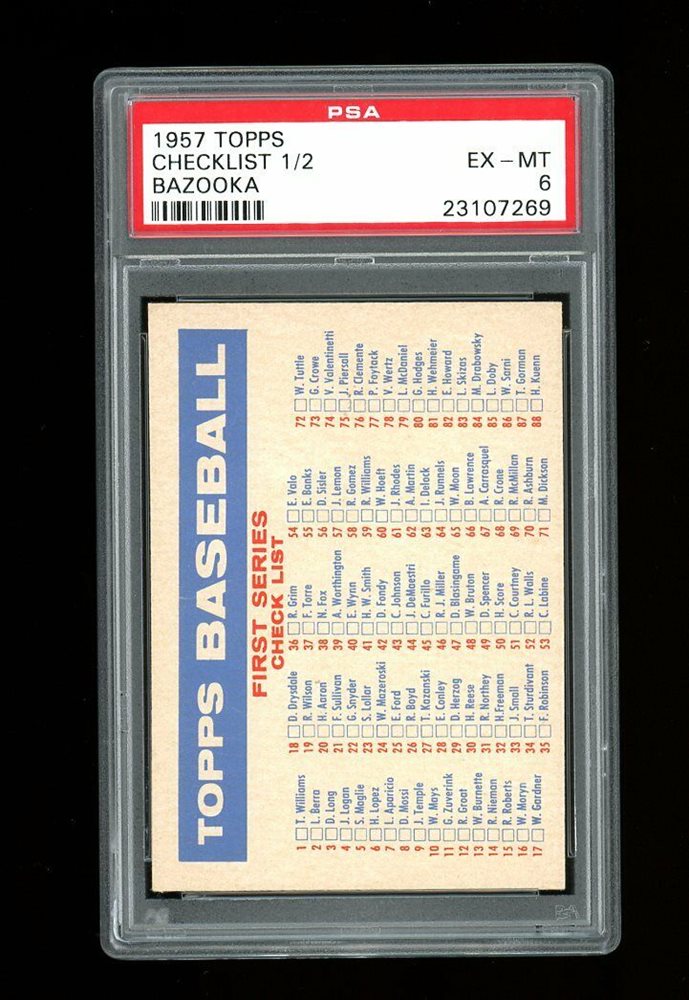 PSA
1957 TOPPS
CHECKLIST 1/2 EX - MT
BAZOOKA 6
23107269
TOPPS BASEBALL
FIRST SERIES
CHECK LIST
1 T. Williams
2 L. Berra
3 D. Long
4 J. Logan
5 S. Maglie
6 H. Lopez
7 L. Aparicio
8 D. Mossi
9 J. Temple
10 W. Mays
11 G. Zuverink
12 R. Groat
13 W. Burnette
14 R. Nieman
15 R. Roberts
16 W. Moryn
17 W. Gardner
18 D. Drysdale
19 R. Wilson
20 H. Aaron
21 F. Sullivan
22 G. Snyder
23 S. Lollar
24 W. Mazeroski
25 E. Ford
26 R. Boyd
27 T. Kazanski
28 E. Conley
29 D. Herzog
30 H. Reese
31 R. Northey
32 H. Freeman
33 J. Small
34 T. Sturdivant
35 F. Robinson
36 R. Grim
37 F. Torre
38 N. Fox
39 A. Worthington
40 E. Wynn
41 H. W. Smith
42 D. Fondy
43 C. Johnson
44 J. DeMaestri
45 C. Furillo
46 R. J. Miller
47 D. Blasingame
48 W. Bruton
49 D. Spencer
50 H. Score
51 C. Courtney
52 R. L. Walls
53 C. Labine
54 E. Valo
55 E. Banks
56 D. Sisler
57 J. Lemon
58 R. Gomez
59 R. Williams
60 W. Hoeft
61 J. Rhodes
62 A. Martin
63 I. Delock
64 J. Runnels
65 W. Moon
66 B. Lawrence
67 A. Carrasquel
68 R. Crone
69 R. McMillan
70 R. Ashburn
71 M. Dickson
72 W. Tuttle
73 G. Crowe
74 V. Valentinetti
75 J. Piersall
76 R. Clemente
77 P. Foytack
78 V. Wertz
79 L. McDaniel
80 G. Hodges
81 H. Wehmeier
82 E. Howard
83 L. Skizas
84 M. Drabowsky
85 L. Doby
86 W. Sarni
87 T. Gorman
88 H. Kuenn